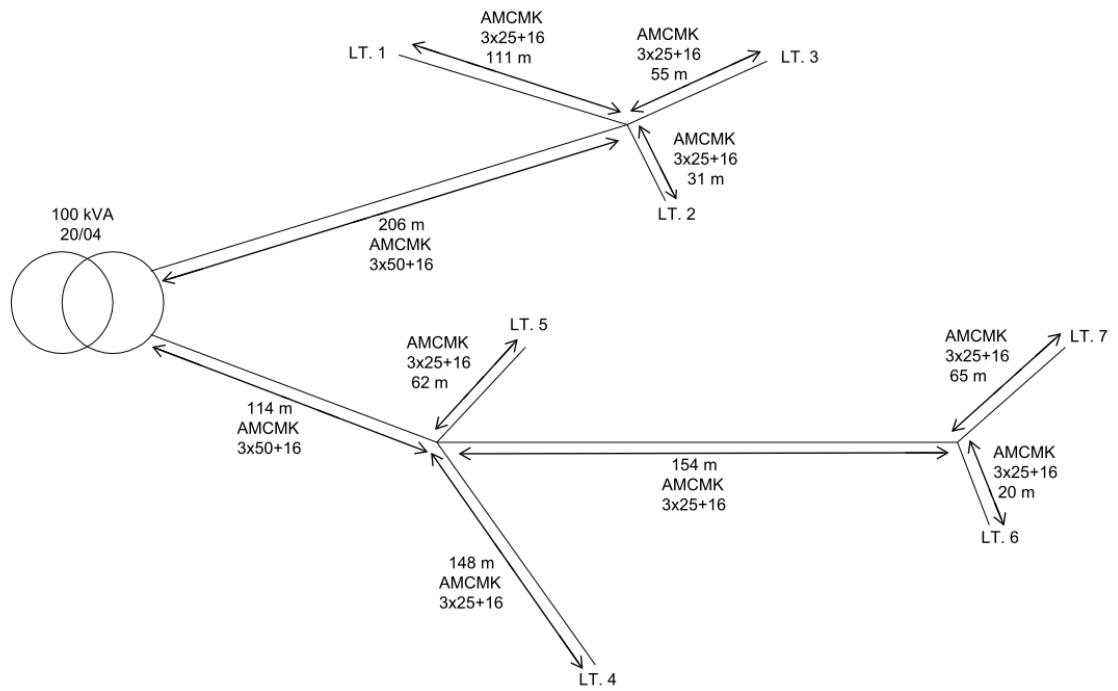 AMCMK
3x25+16
111 m
LT. 1
AMCMK
3x25+16
55 m
LT. 3
AMCMK
3x25+16
31 m
LT. 2
100 kVA
20/04
206 m
AMCMK
3x50+16
LT. 5
AMCMK
3x25+16
62 m
AMCMK
3x25+16
65 m
LT. 7
114 m
AMCMK
3x50+16
154 m
AMCMK
3x25+16
AMCMK
3x25+16
20 m
LT. 6
148 m
AMCMK
3x25+16
LT. 4